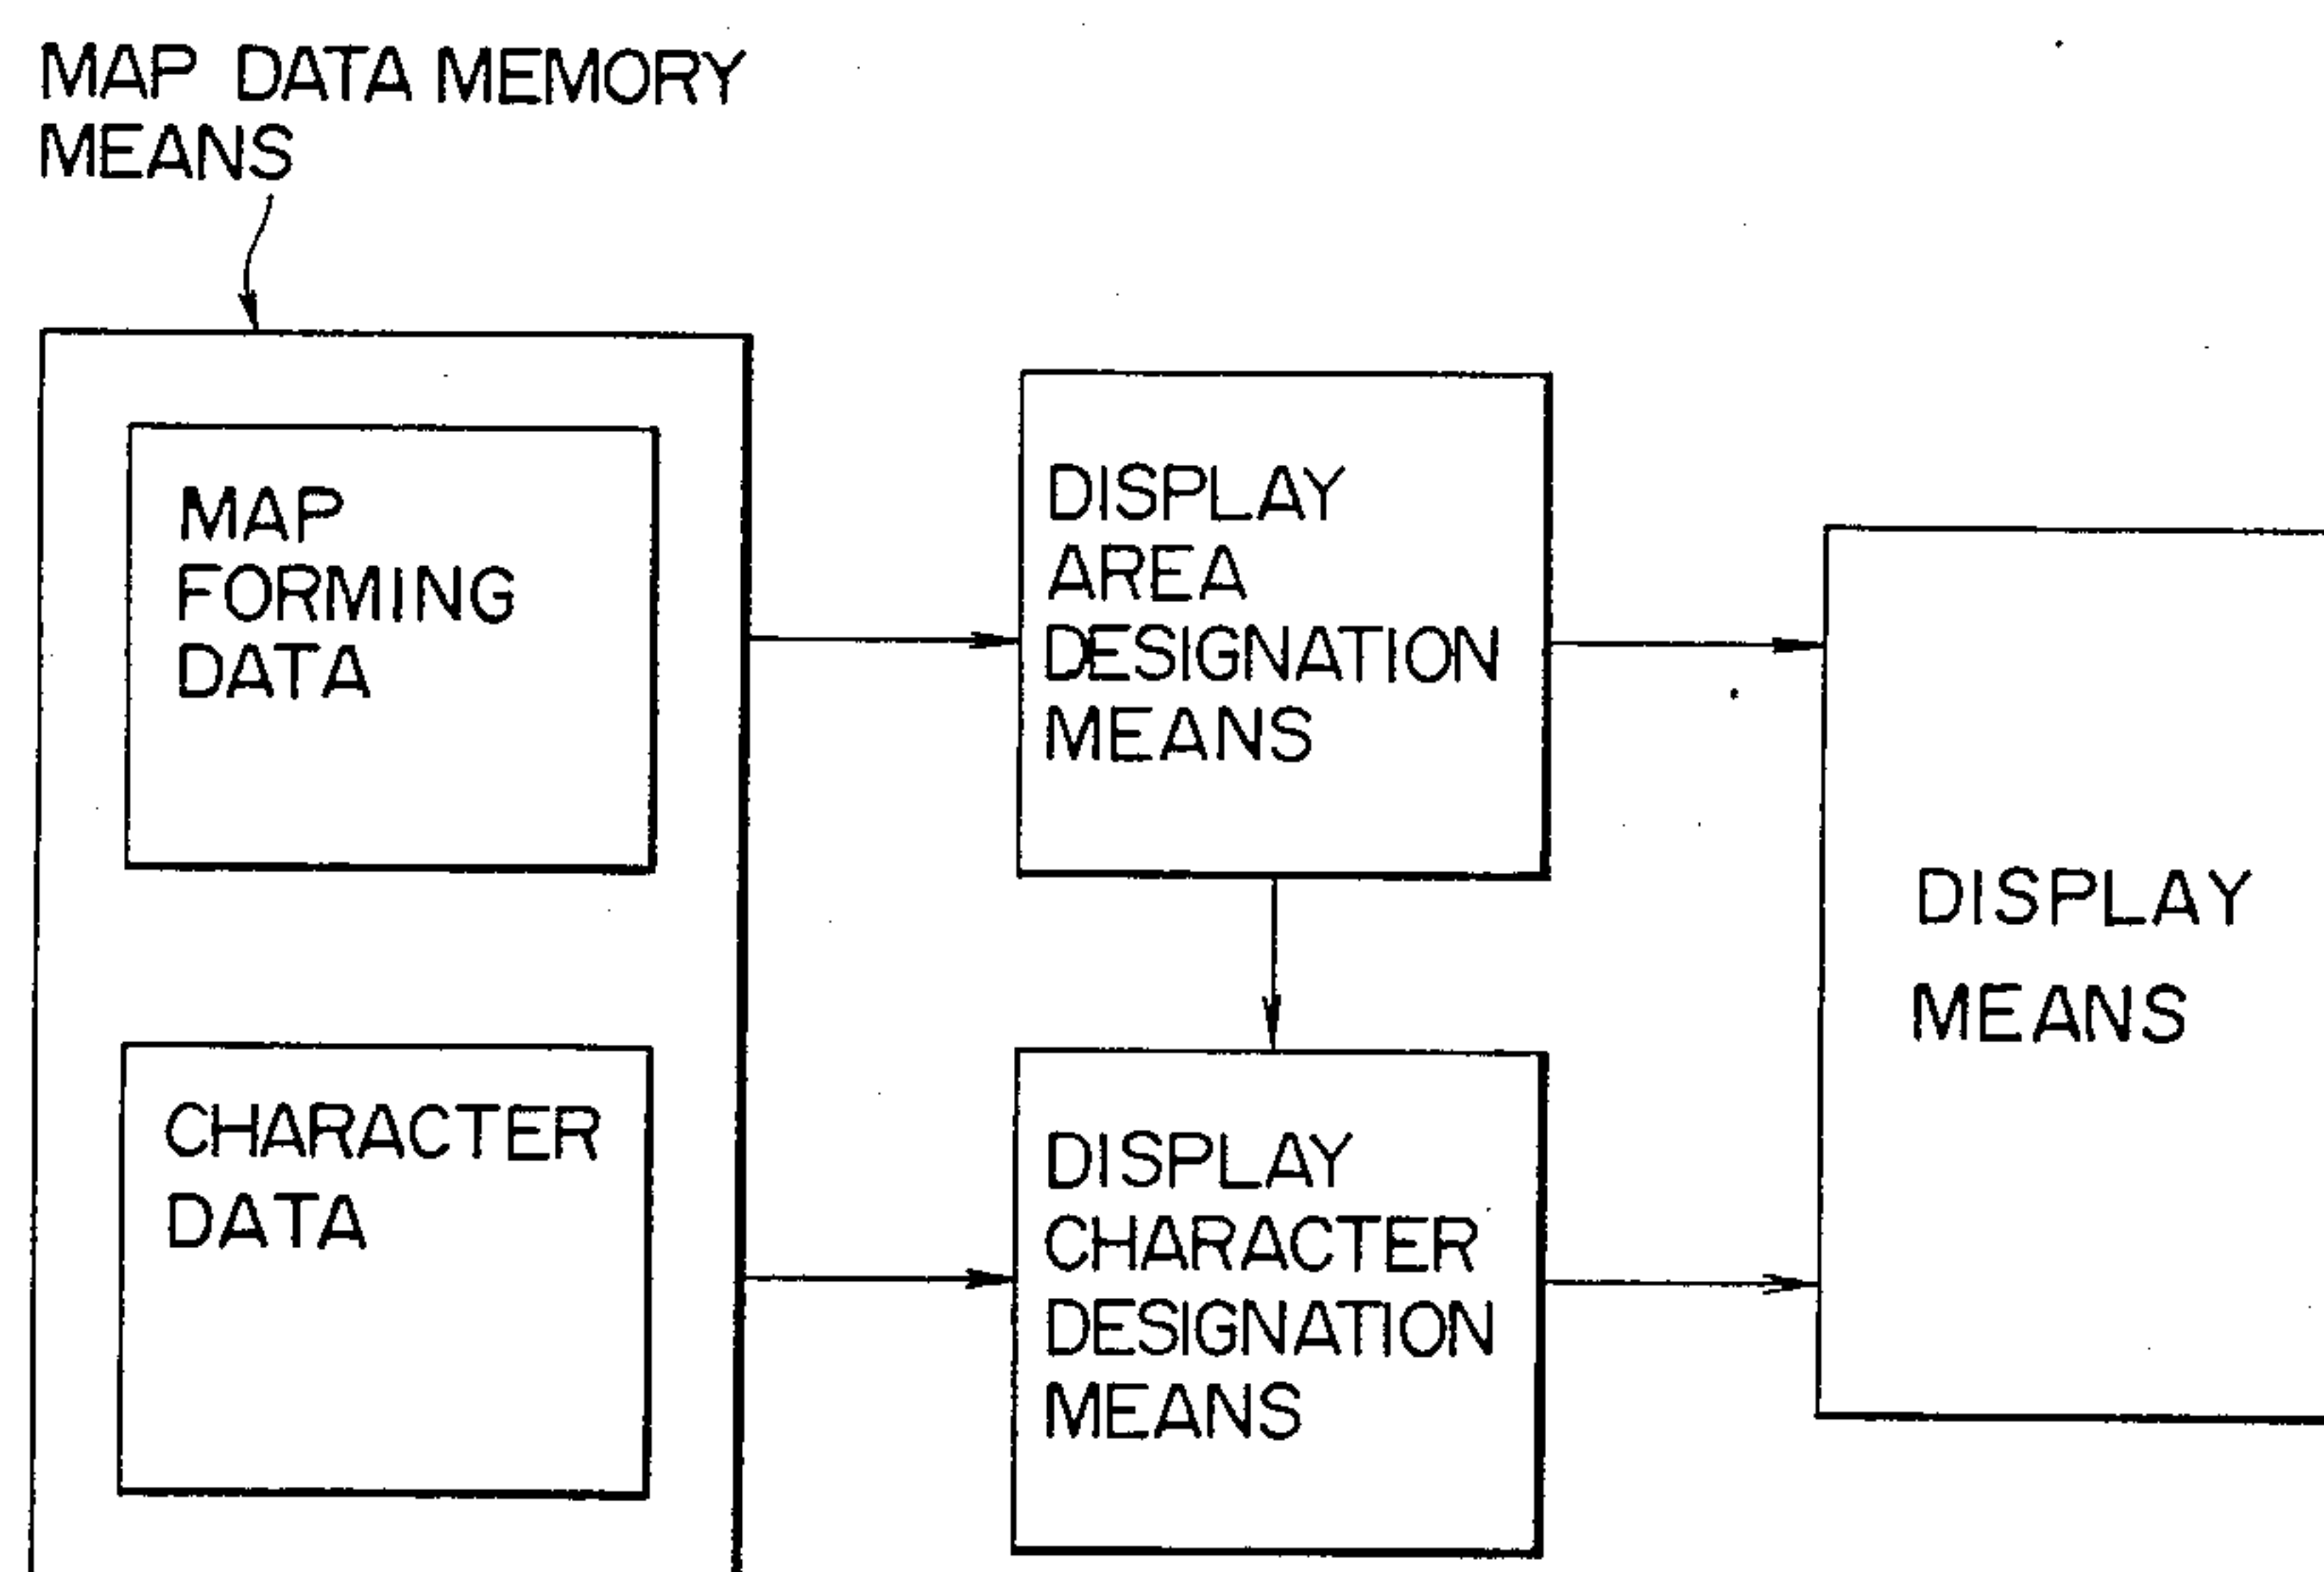 MAP DATA MEMORY
MEANS
MAP
FORMING
DATA
CHARACTER
DATA
DISPLAY
AREA
DESIGNATION
MEANS
DISPLAY
CHARACTER
DESIGNATION
MEANS
DISPLAY
MEANS